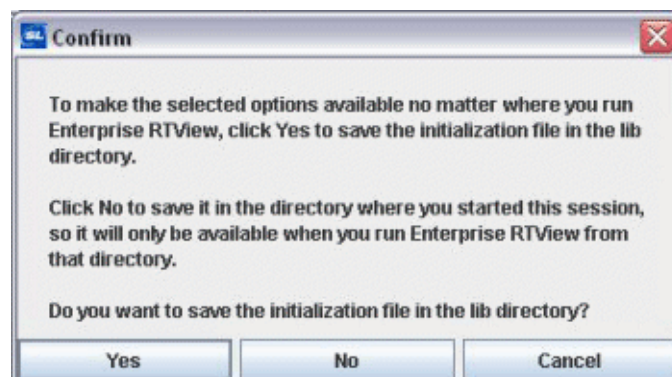 SL Confirm
To make the selected options available no matter where you run
Enterprise RTView, click Yes to save the initialization file in the lib
directory.
Click No to save it in the directory where you started this session,
so it will only be available when you run Enterprise RTView from
that directory.
Do you want to save the initialization file in the lib directory?
Yes No Cancel